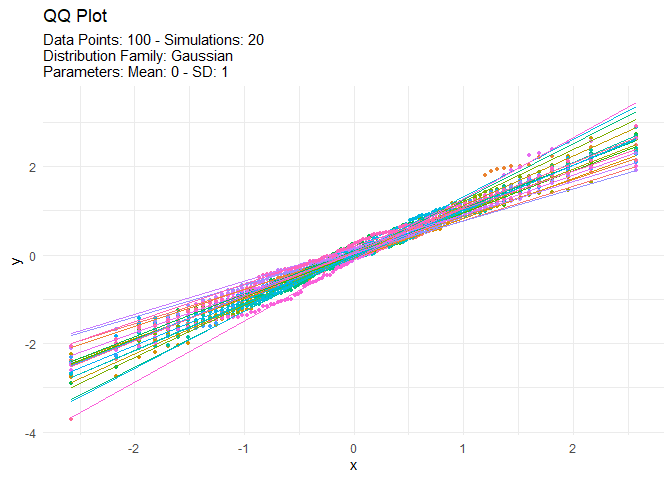 QQ Plot
Data Points: 100 - Simulations: 20
Distribution Family: Gaussian
Parameters: Mean: 0 - SD: 1
y
2
0
-2
-4
-2
-1
0
1
2
x